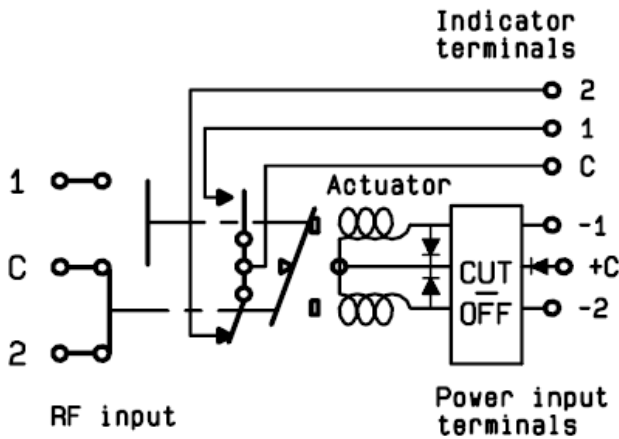 Indicator
terminals
2
1
C
1
Actuator
-1
C
CUT
+C
OFF
-2
2
RF input
Power input
terminals